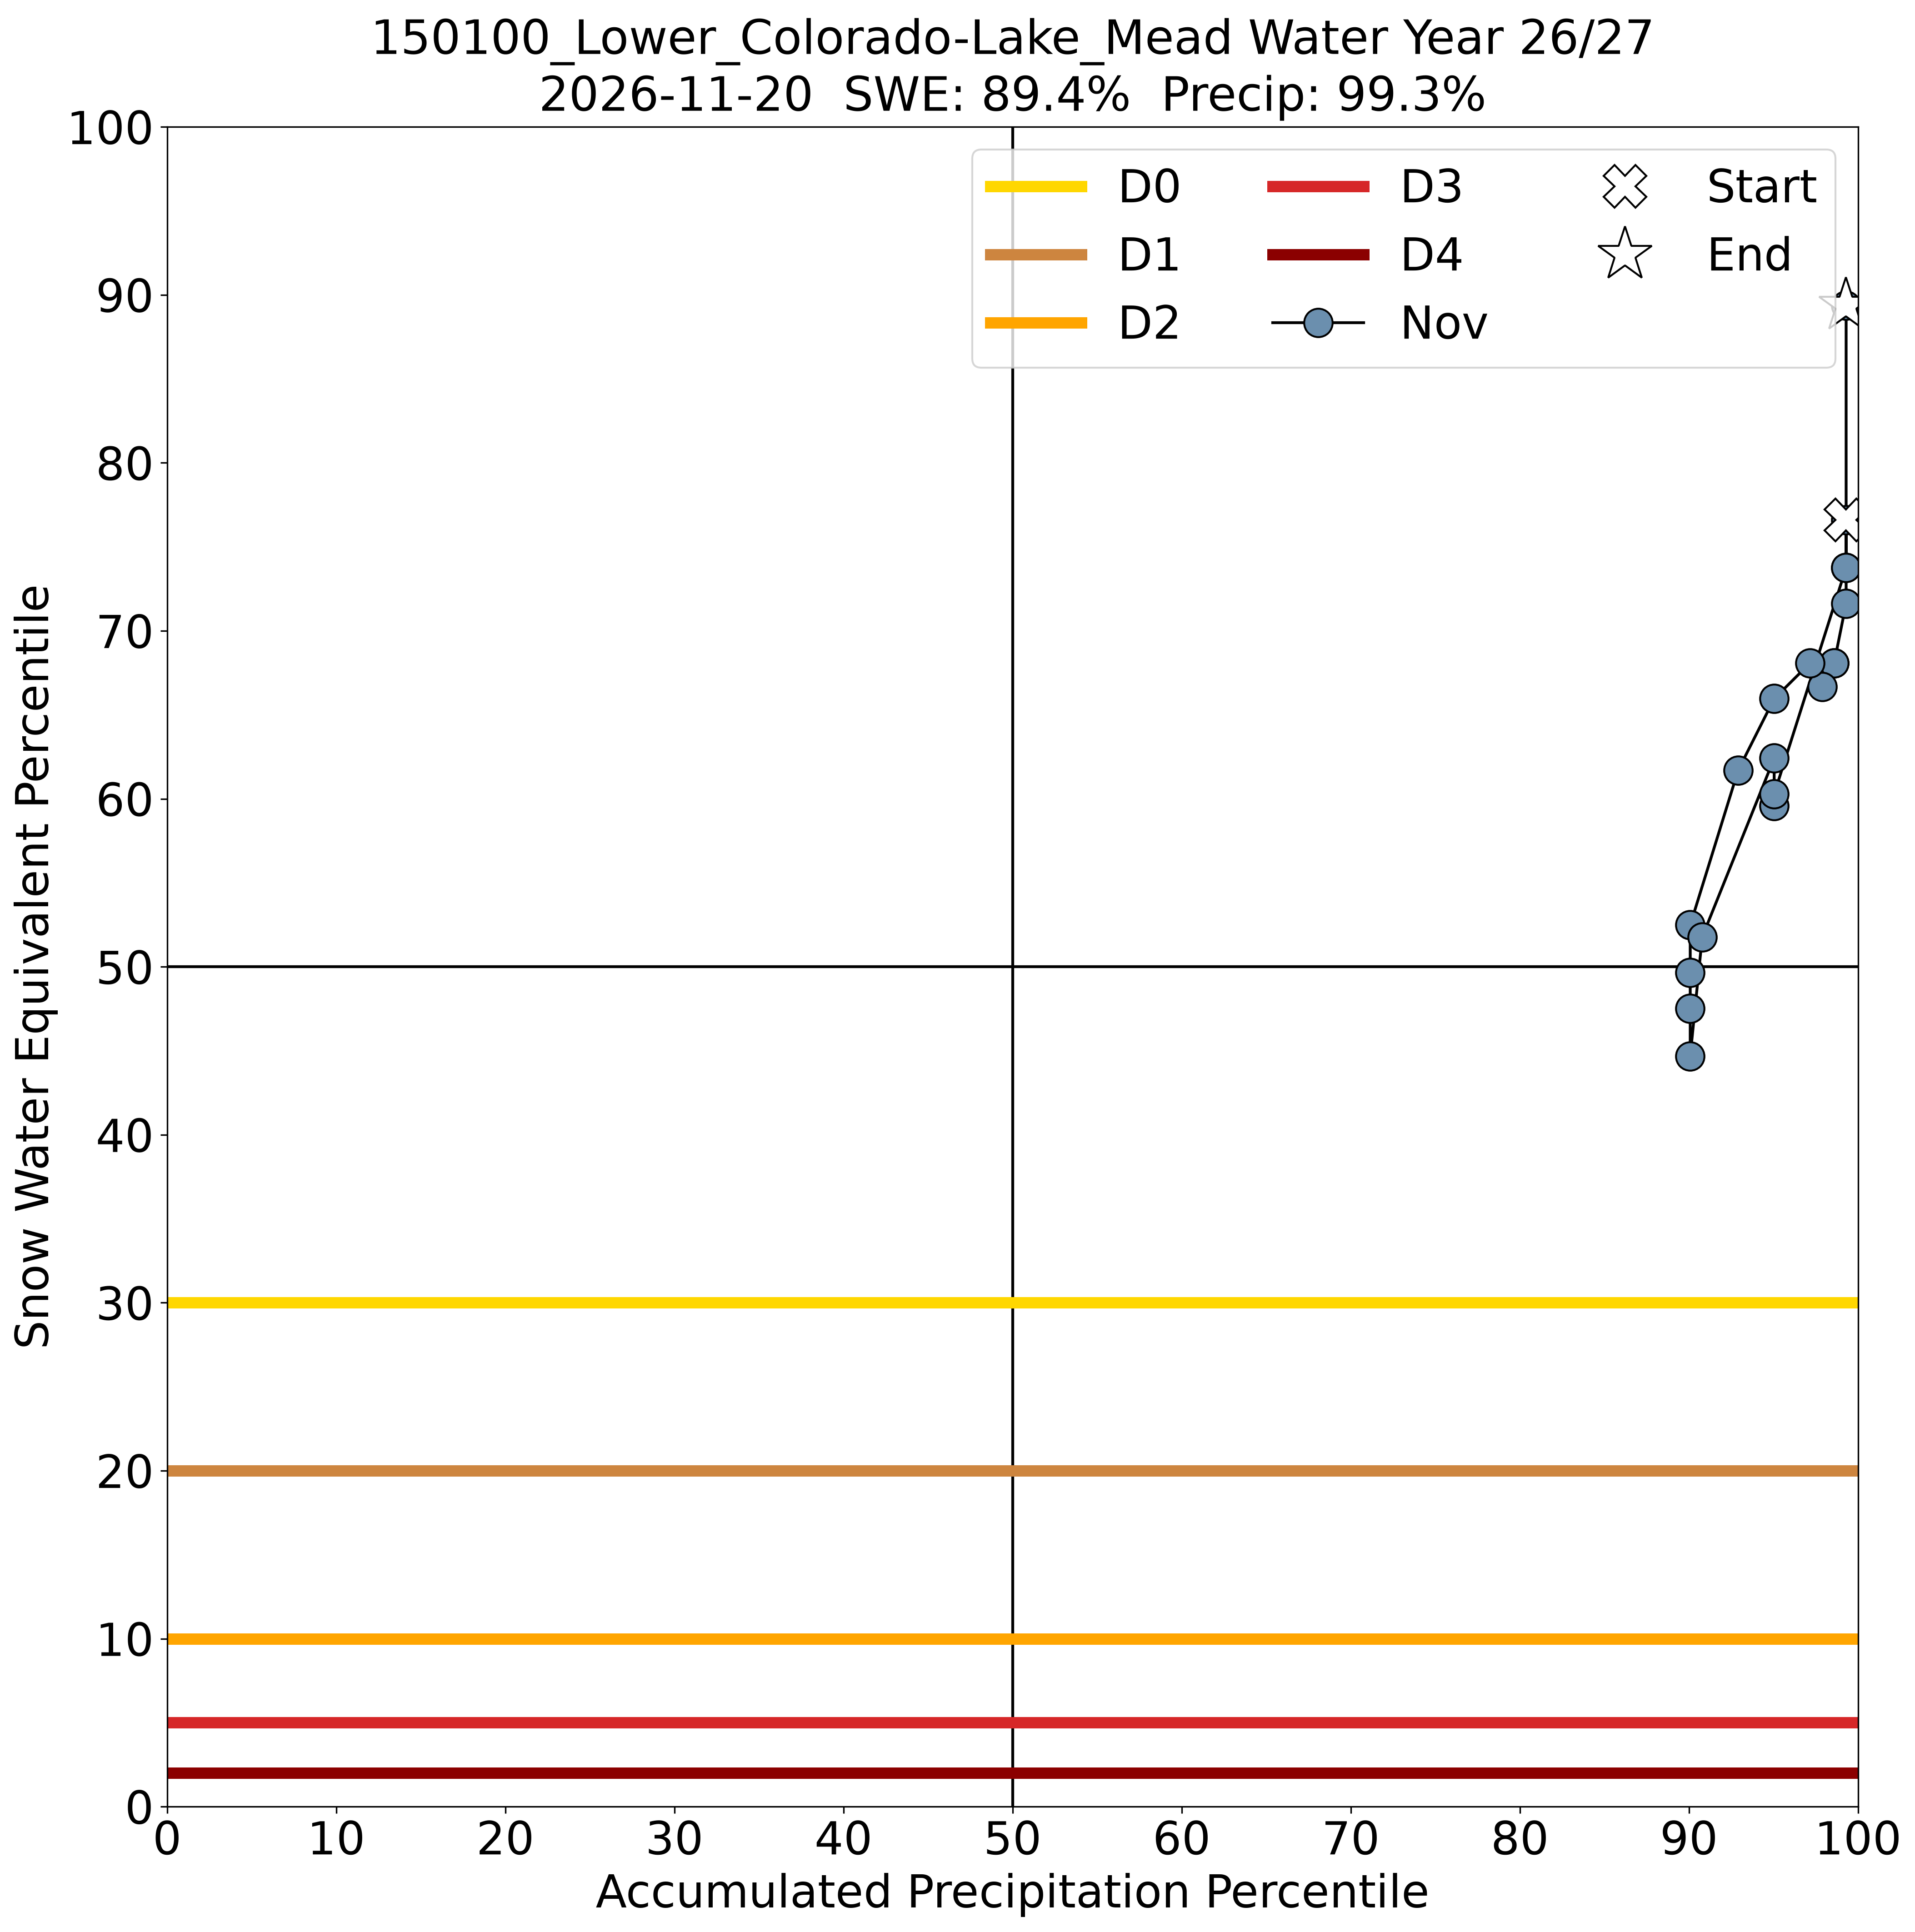 150100_Lower_Colorado-Lake_Mead Water Year 26/27
2026-11-20  SWE: 89.4%  Precip: 99.3%
D0
D1
D2
D3
D4
Nov
Start
End
Snow Water Equivalent Percentile
100
90
80
70
60
50
40
30
20
10
0
0 10 20 30 40 50 60 70 80 90 100
Accumulated Precipitation Percentile